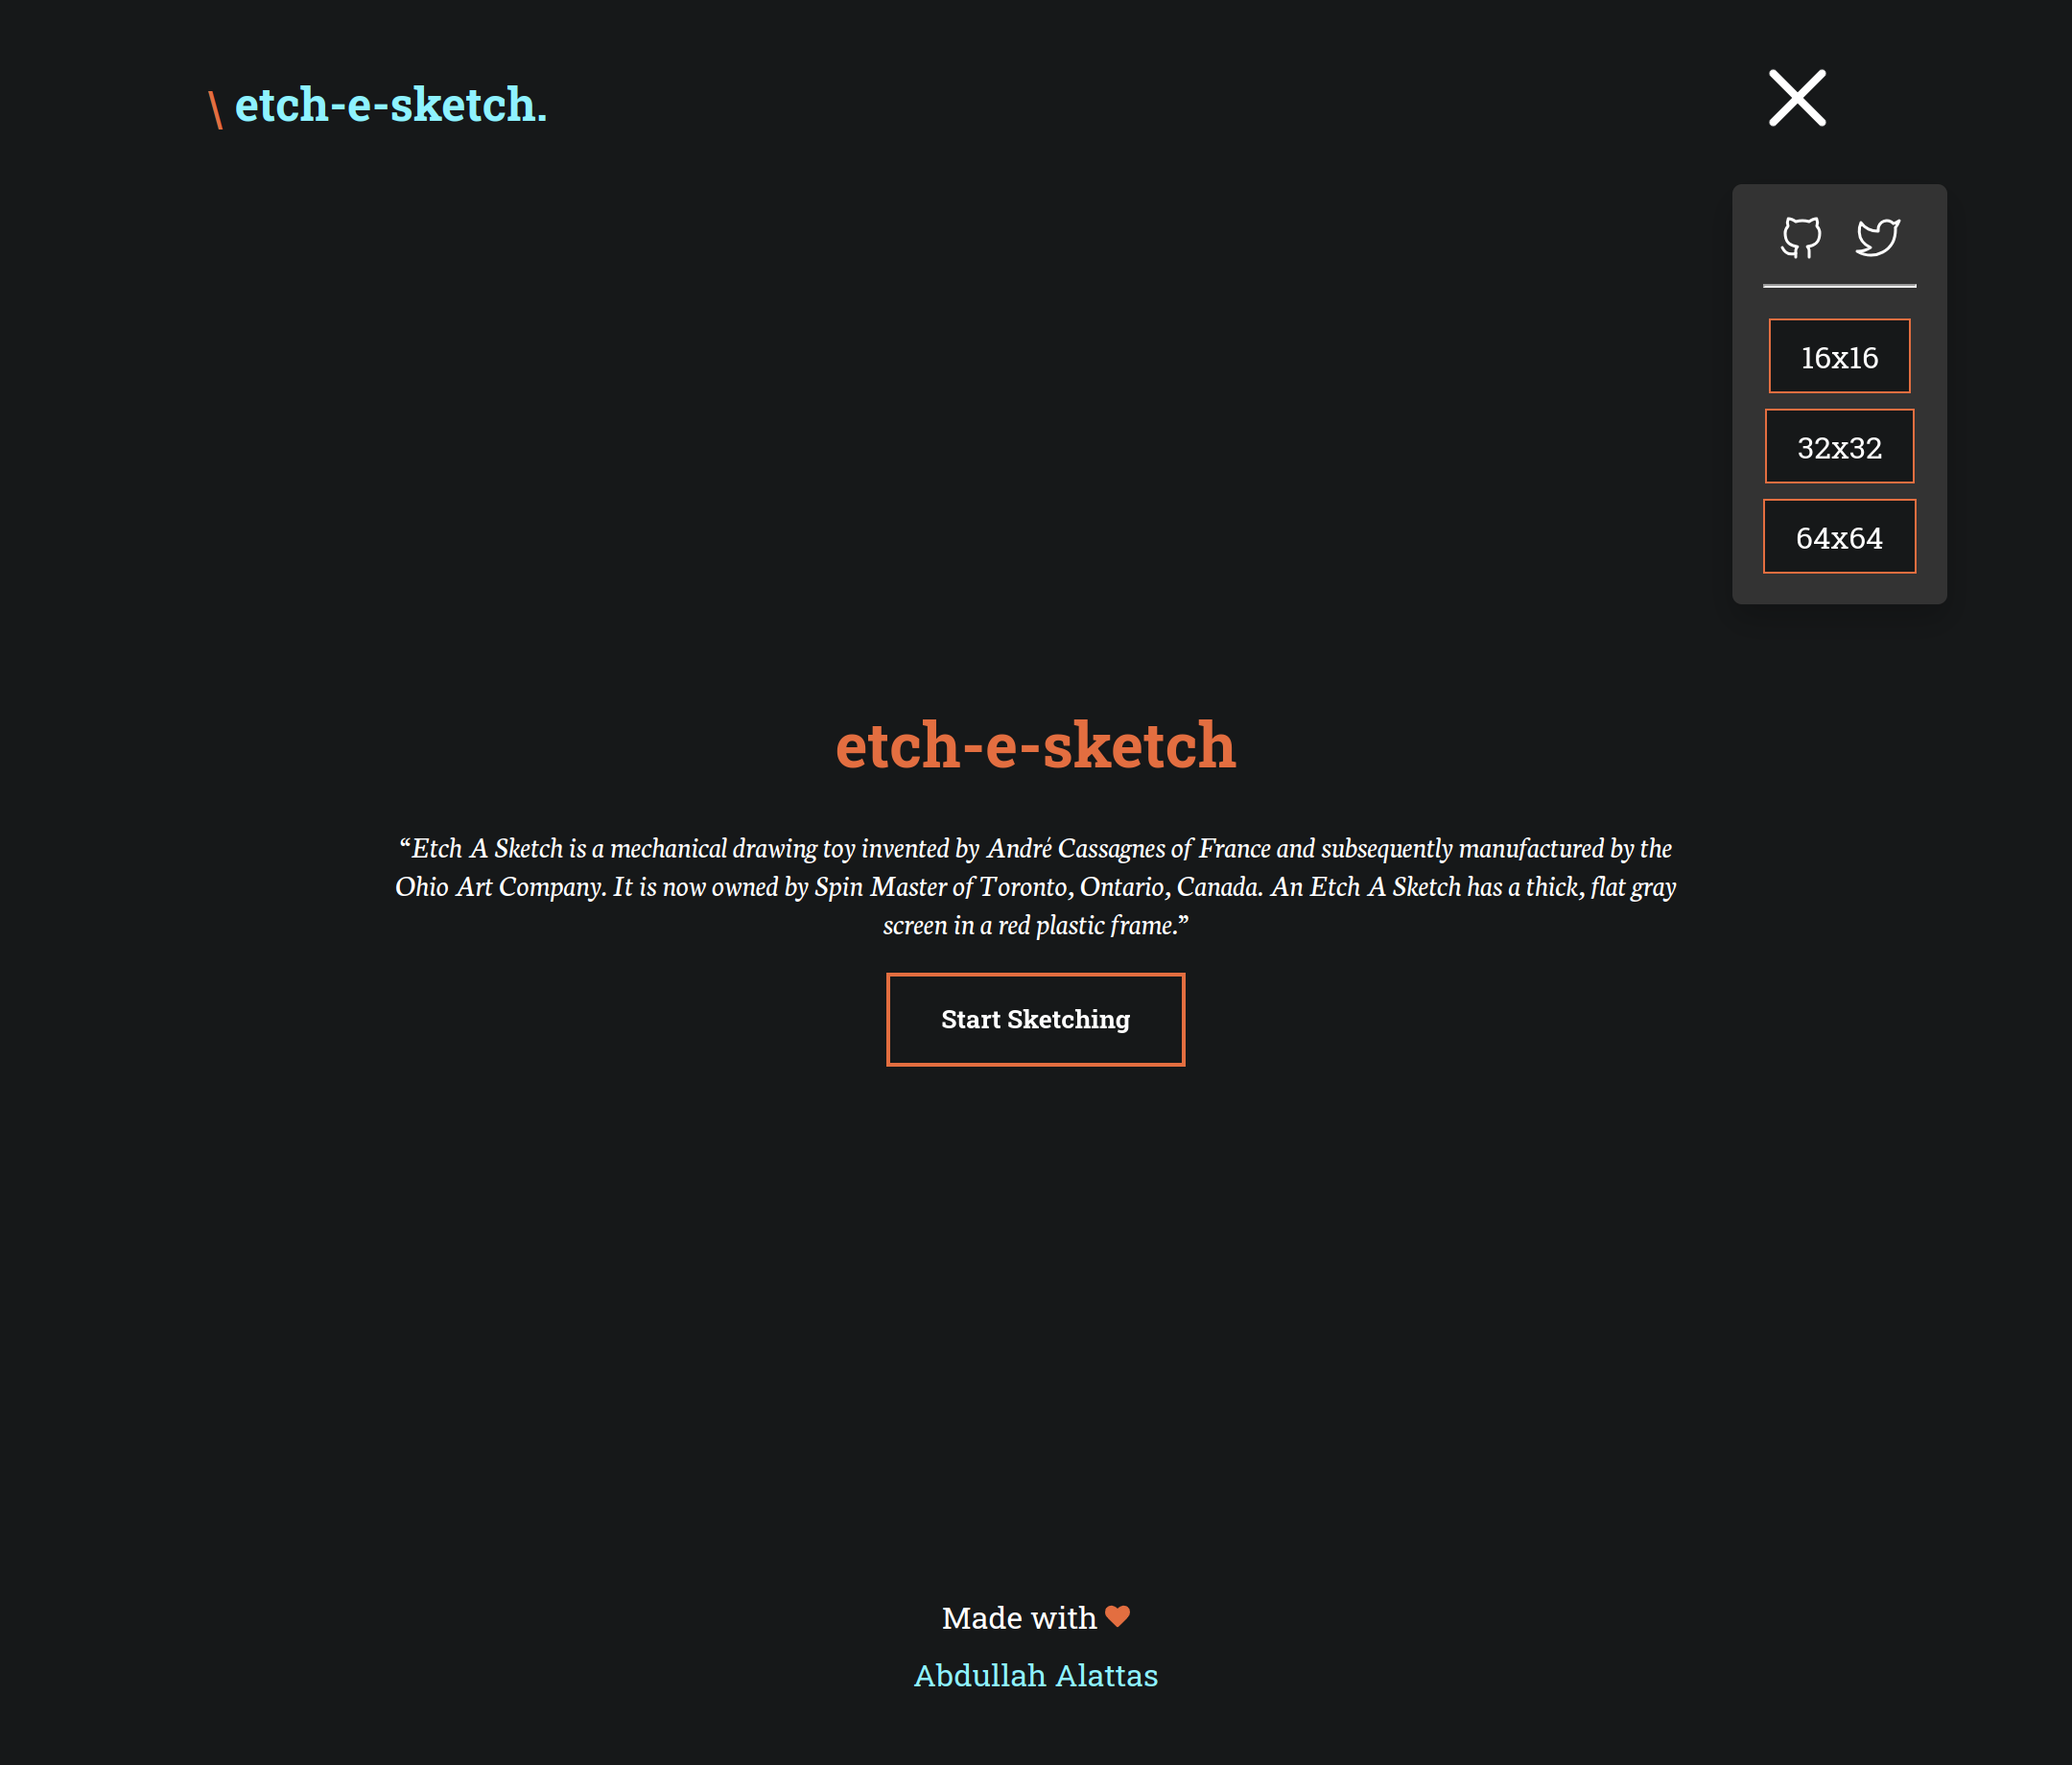 \ etch-e-sketch.
16x16
32x32
64x64
etch-e-sketch
“Etch A Sketch is a mechanical drawing toy invented by André Cassagnes of France and subsequently manufactured by the
Ohio Art Company. It is now owned by Spin Master of Toronto, Ontario, Canada. An Etch A Sketch has a thick, flat gray
screen in a red plastic frame.”
Start Sketching
Made with
Abdullah Alattas